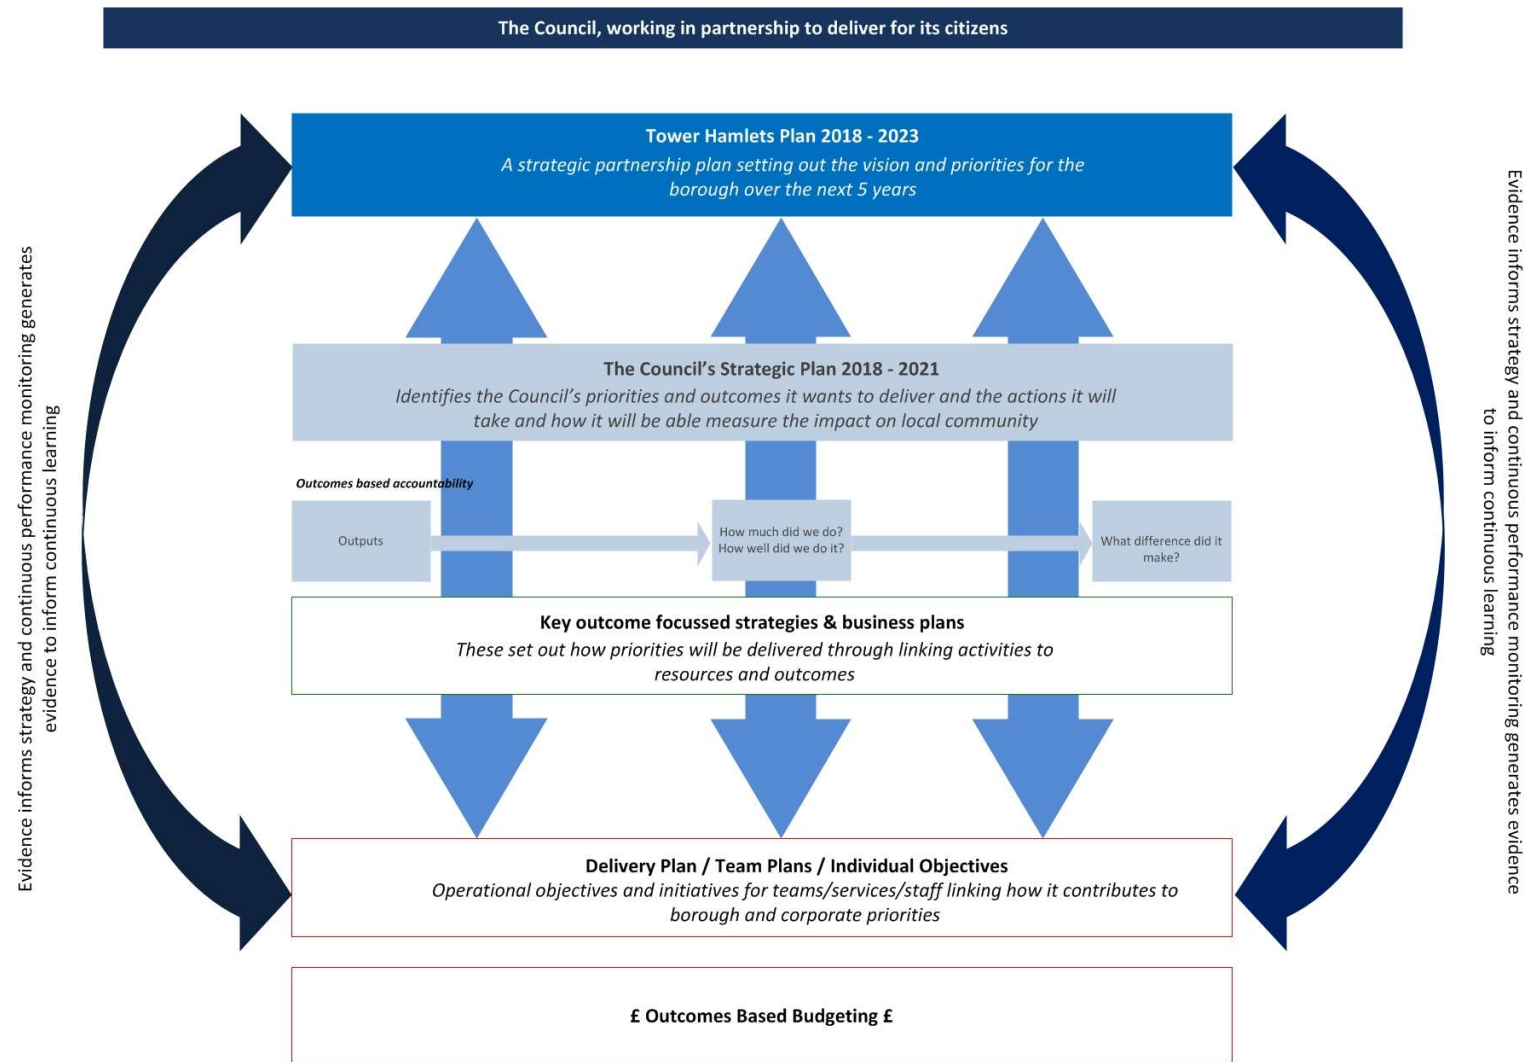 The Council, working in partnership to deliver for its citizens
Tower Hamlets Plan 2018 - 2023
A strategic partnership plan setting out the vision and priorities for the
borough over the next 5 years
Evidence informs strategy and continuous performance monitoring generates
evidence to inform continuous learning
The Council's Strategic Plan 2018 - 2021
Identifies the Council's priorities and outcomes it wants to deliver and the actions it will
take and how it will be able measure the impact on local community
Outcomes based accountability
Outputs
How much did we do?
How well did we do it?
What difference did it
make?
Key outcome focussed strategies & business plans
These set out how priorities will be delivered through linking activities to
resources and outcomes
Delivery Plan / Team Plans / Individual Objectives
Operational objectives and initiatives for teams/services/staff linking how it contributes to
borough and corporate priorities
£ Outcomes Based Budgeting £
Evidence informs strategy and continuous performance monitoring generates evidence
to inform continuous learning